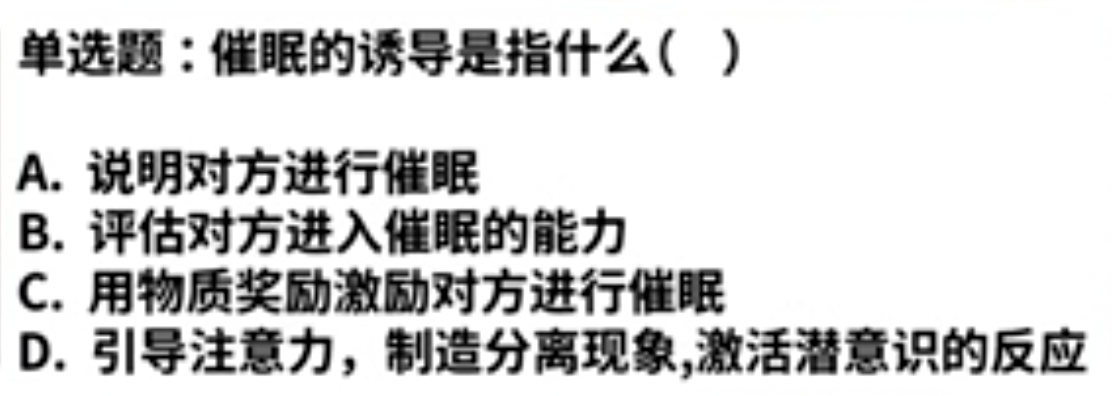 单选题：催眠的诱导是指什么（ ）
A. 说明对方进行催眠
B. 评估对方进入催眠的能力
C. 用物质奖励激励对方进行催眠
D. 引导注意力，制造分离现象,激活潜意识的反应